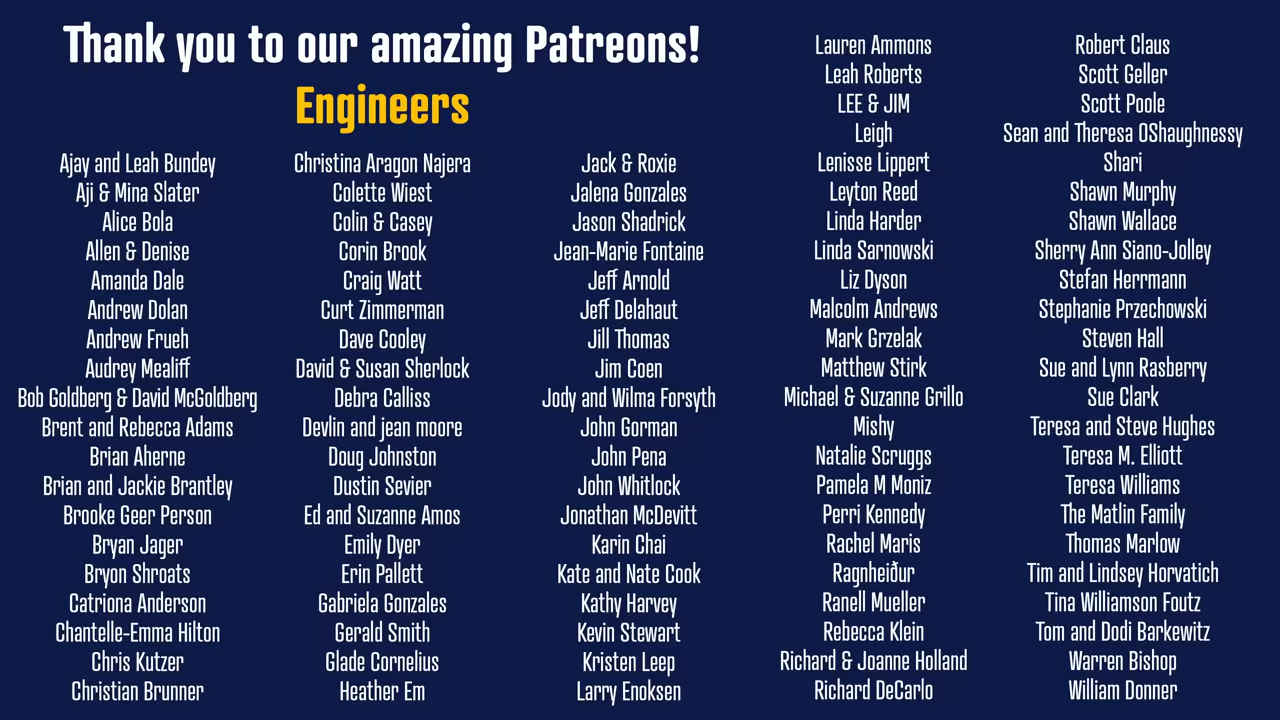 Thank you to our amazing Patreons!
Engineers
Ajay and Leah Bundey
Aji & Mina Slater
Alice Bola
Allen & Denise
Amanda Dale
Andrew Dolan
Andrew Frueh
Audrey Mealiff
Bob Goldberg & David McGoldberg
Brent and Rebecca Adams
Brian Aherne
Brian and Jackie Brantley
Brooke Geer Person
Bryan Jager
Bryon Shroats
Catriona Anderson
Chantelle-Emma Hilton
Chris Kutzer
Christian Brunner
Christina Aragon Najera
Colette Wiest
Colin & Casey
Corin Brook
Craig Watt
Curt Zimmerman
Dave Cooley
David & Susan Sherlock
Debra Calliss
Devlin and jean moore
Doug Johnston
Dustin Sevier
Ed and Suzanne Amos
Emily Dyer
Erin Pallett
Gabriela Gonzales
Gerald Smith
Glade Cornelius
Heather Em
Jack & Roxie
Jalena Gonzales
Jason Shadrick
Jean-Marie Fontaine
Jeff Arnold
Jeff Delahaut
Jill Thomas
Jim Coen
Jody and Wilma Forsyth
John Gorman
John Pena
John Whitlock
Jonathan McDevitt
Karin Chai
Kate and Nate Cook
Kathy Harvey
Kevin Stewart
Kristen Leep
Larry Enoksen
Lauren Ammons
Leah Roberts
LEE & JIM
Leigh
Lenisse Lippert
Leyton Reed
Linda Harder
Linda Sarnowski
Liz Dyson
Malcolm Andrews
Mark Grzelak
Matthew Stirk
Michael & Suzanne Grillo
Mishy
Natalie Scruggs
Pamela M Moniz
Perri Kennedy
Rachel Maris
Ragnheiður
Ranell Mueller
Rebecca Klein
Richard & Joanne Holland
Richard DeCarlo
Robert Claus
Scott Geller
Scott Poole
Sean and Theresa OShaughnessy
Shari
Shawn Murphy
Shawn Wallace
Sherry Ann Siano-Jolley
Stefan Herrmann
Stephanie Przechowski
Steven Hall
Sue and Lynn Rasberry
Sue Clark
Teresa and Steve Hughes
Teresa M. Elliott
Teresa Williams
The Matlin Family
Thomas Marlow
Tim and Lindsey Horvatich
Tina Williamson Foutz
Tom and Dodi Barkewitz
Warren Bishop
William Donner